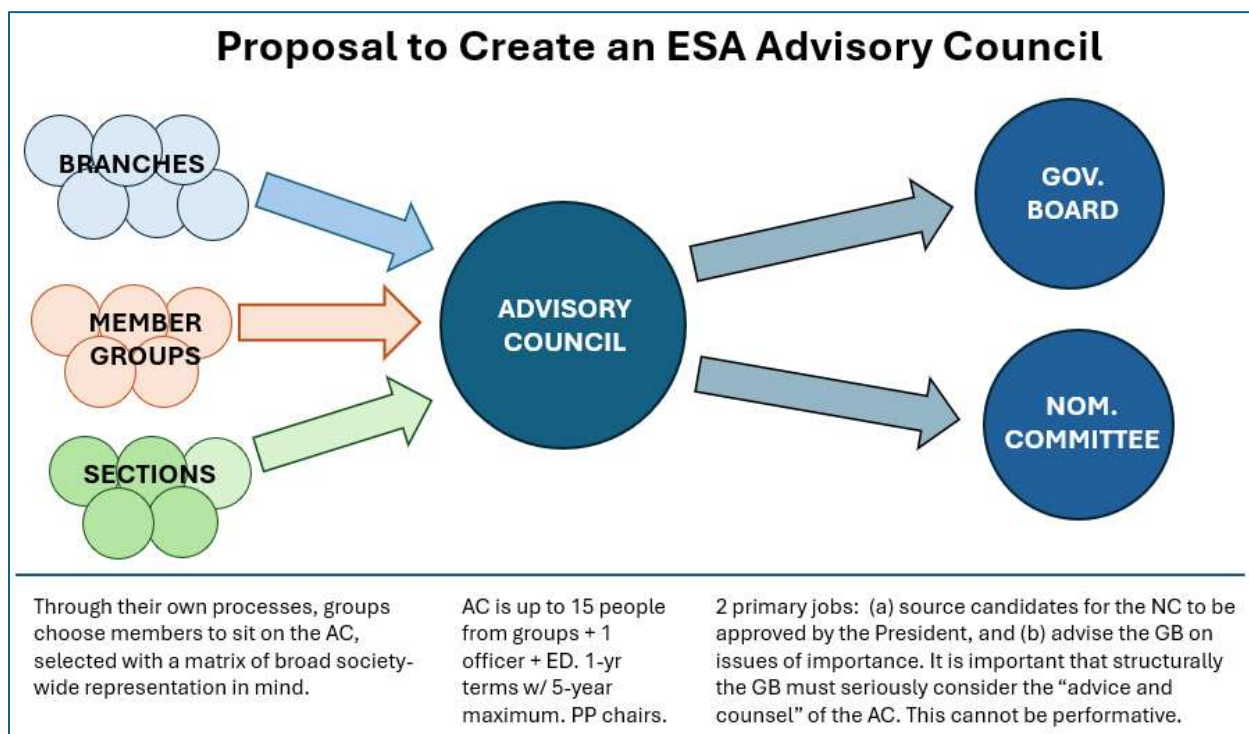 Proposal to Create an ESA Advisory Council
BRANCHES
MEMBER
GROUPS
SECTIONS
ADVISORY
COUNCIL
GOV.
BOARD
NOM.
COMMITTEE
Through their own processes, groups
choose members to sit on the AC,
selected with a matrix of broad society-
wide representation in mind.
AC is up to 15 people
from groups + 1
officer + ED. 1-yr
terms w/ 5-year
maximum. PP chairs.
2 primary jobs: (a) source candidates for the NC to be
approved by the President, and (b) advise the GB on
issues of importance. It is important that structurally
the GB must seriously consider the “advice and
counsel” of the AC. This cannot be performative.